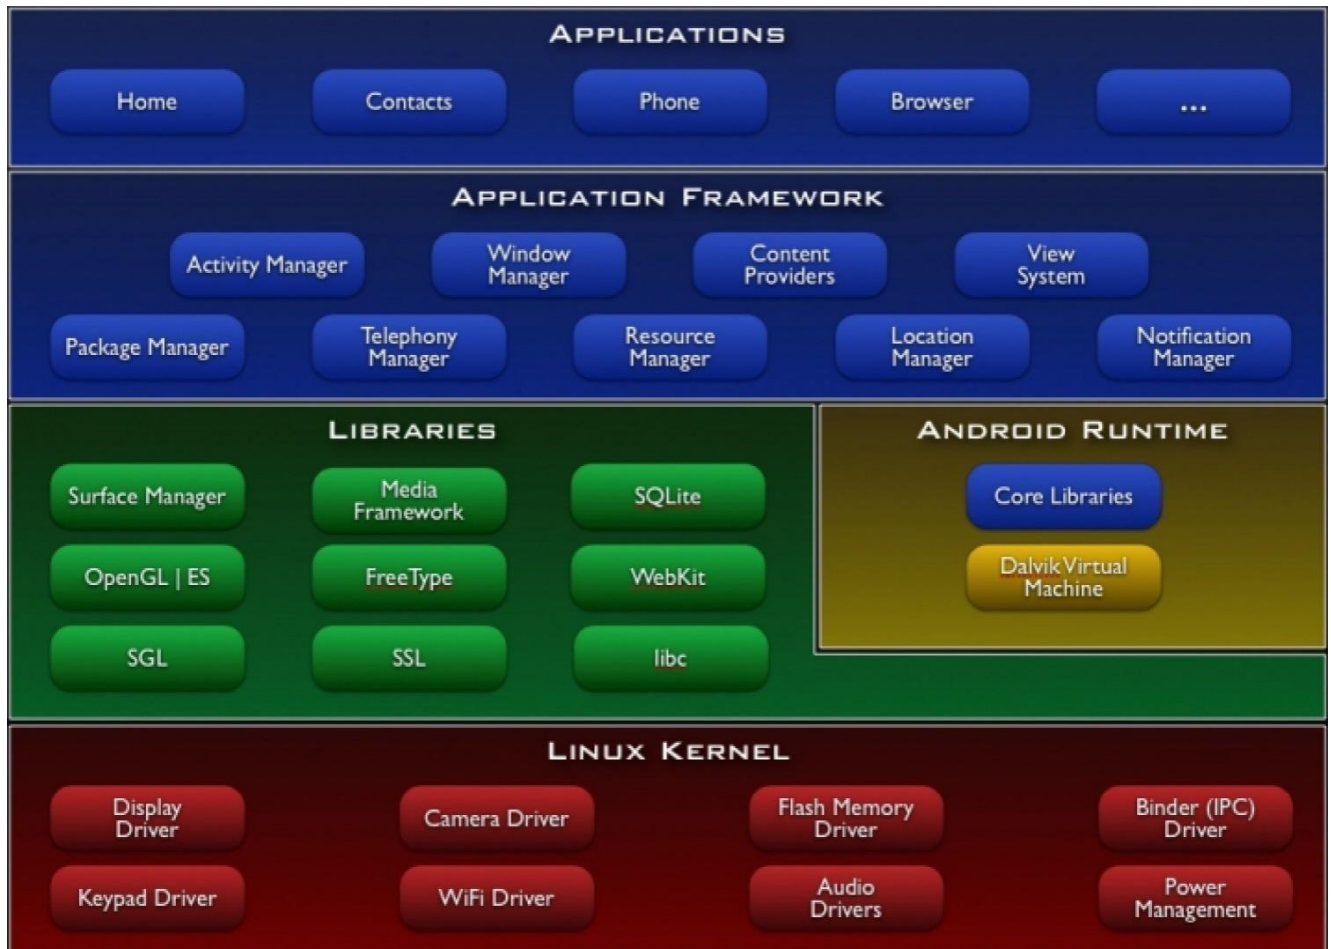 APPLICATIONS
Home
Contacts
Phone
Browser
...
APPLICATION FRAMEWORK
Activity Manager
Window
Manager
Content
Providers
View
System
Package Manager
Telephony
Manager
Resource
Manager
Location
Manager
Notification
Manager
LIBRARIES
Surface Manager
Media
Framework
SQLite
OpenGL | ES
FreeType
WebKit
SGL
SSL
libc
ANDROID RUNTIME
Core Libraries
Dalvik Virtual
Machine
LINUX KERNEL
Display
Driver
Camera Driver
Flash Memory
Driver
Binder (IPC)
Driver
Keypad Driver
WiFi Driver
Audio
Drivers
Power
Management